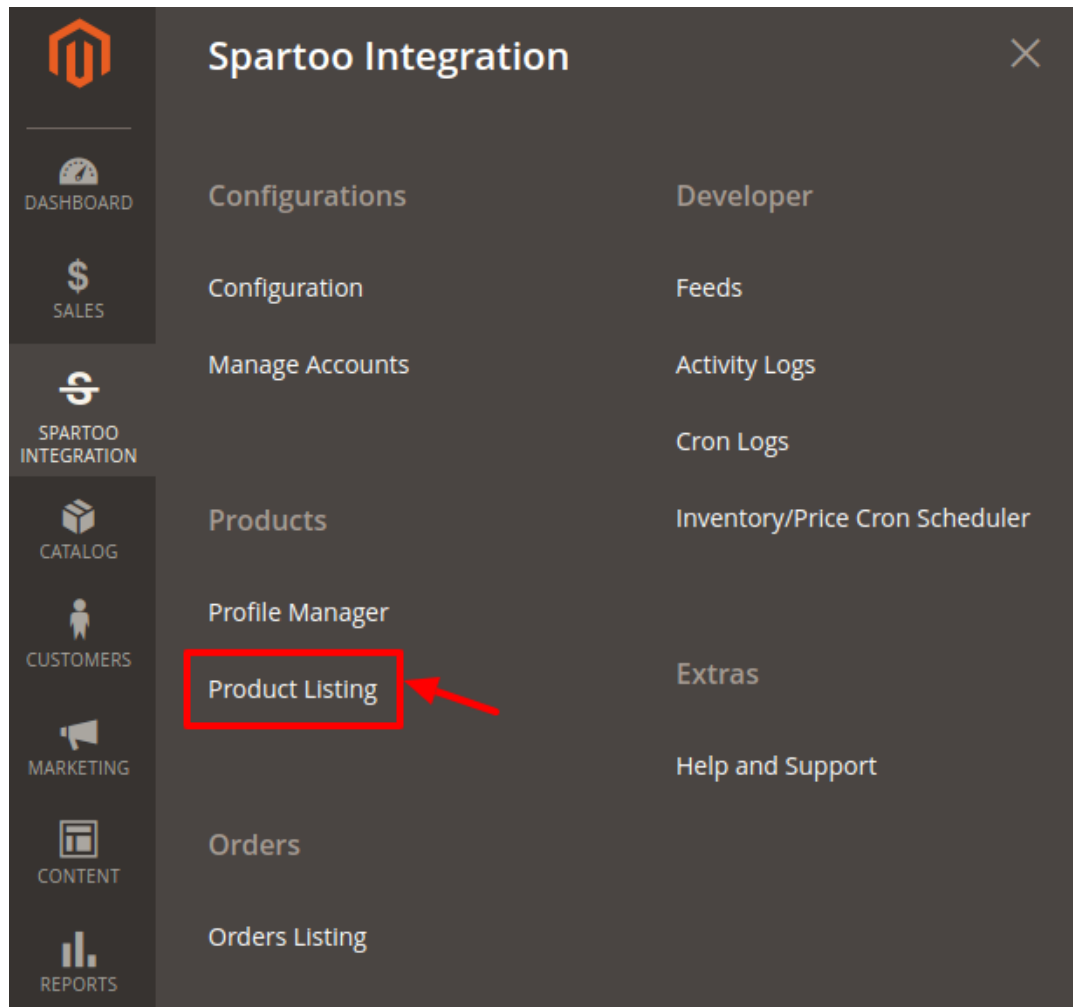 DASHBOARD
SALES
SPARTOO
INTEGRATION
CATALOG
CUSTOMERS
MARKETING
CONTENT
REPORTS
Spartoo Integration
Configurations
Configuration
Manage Accounts
Products
Profile Manager
Product Listing
Orders
Orders Listing
Developer
Feeds
Activity Logs
Cron Logs
Inventory/Price Cron Scheduler
Extras
Help and Support